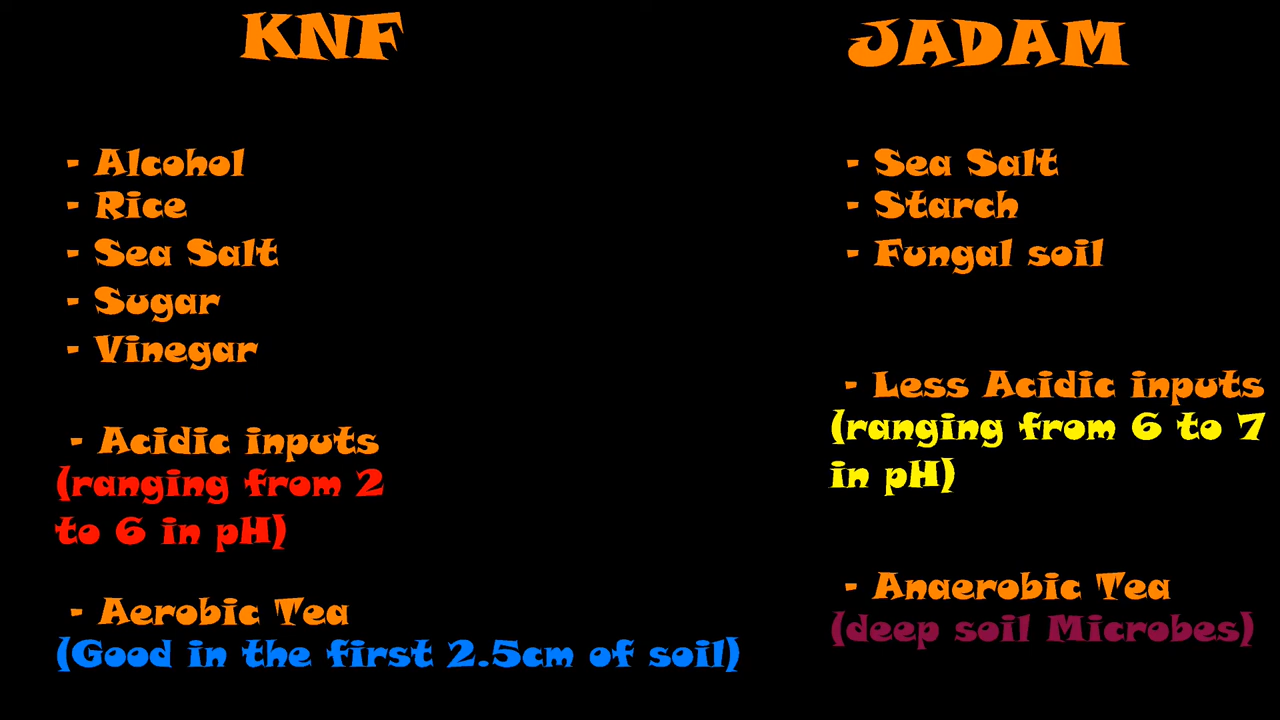 KNF
- Alcohol
- Rice
- Sea Salt
- Sugar
- Vinegar
- Acidic inputs
(ranging from 2
to 6 in pH)
- Aerobic Tea
(Good in the first 2.5cm of soil)
JADAM
- Sea Salt
- Starch
- Fungal soil
- Less Acidic inputs
(ranging from 6 to 7
in pH)
- Anaerobic Tea
(deep soil Microbes)